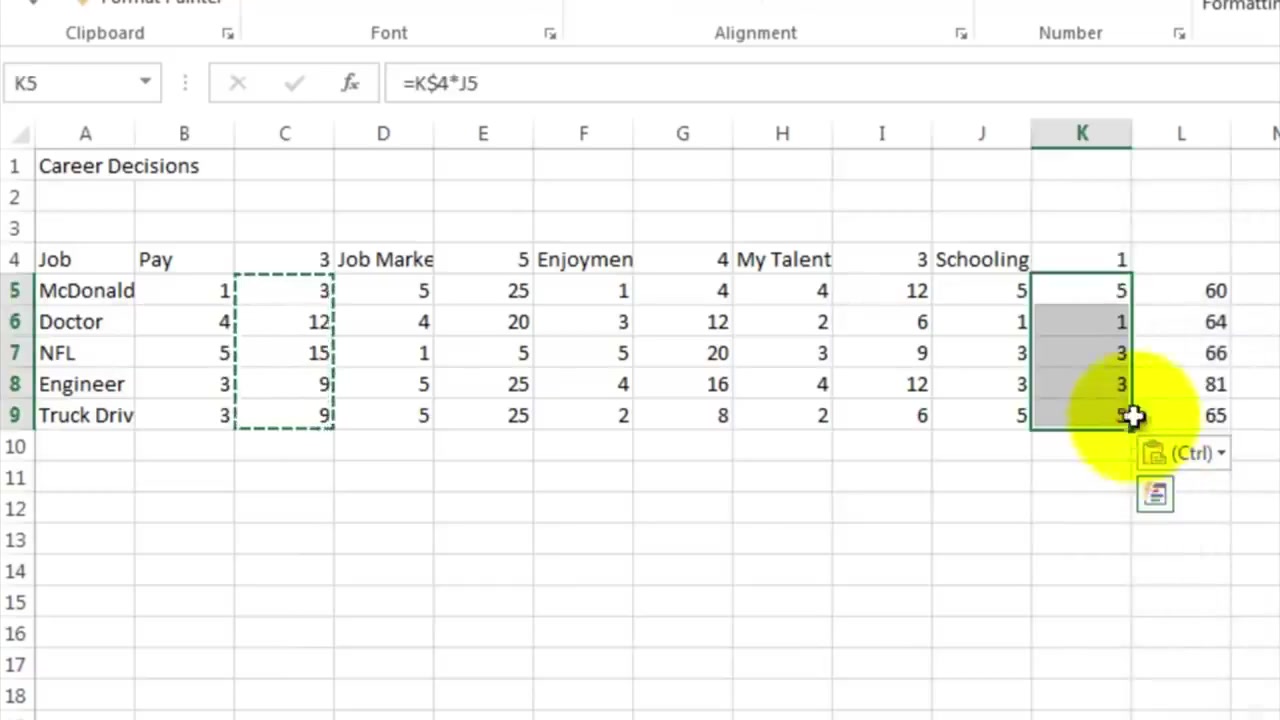 Format Painter
Formattin
Clipboard Font Alignment Number
K5 fx =K$4*J5
A B C D E F G H I J K L
1 Career Decisions
2
3
4 Job Pay 3 Job Marke 5 Enjoymen 4 My Talent 3 Schooling 1
5 McDonald 1 3 5 25 1 4 4 12 5 5 60
6 Doctor 4 12 4 20 3 12 2 6 1 1 64
7 NFL 5 15 1 5 5 20 3 9 3 3 66
8 Engineer 3 9 5 25 4 16 4 12 3 3 81
9 Truck Driv 3 9 5 25 2 8 2 6 5 65
10 (Ctrl)
11
12
13
14
15
16
17
18